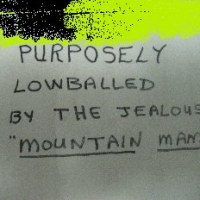 PURPOSELY
LOWBALLED
BY THE JEALOUS
"MOUNTAIN MAN